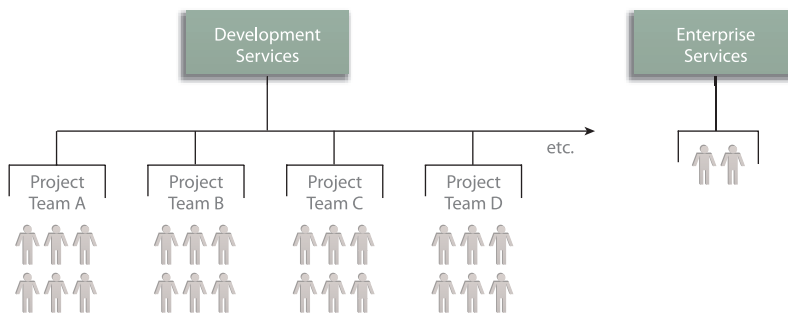 Development
Services
Enterprise
Services
etc.
Project
Team A
Project
Team B
Project
Team C
Project
Team D